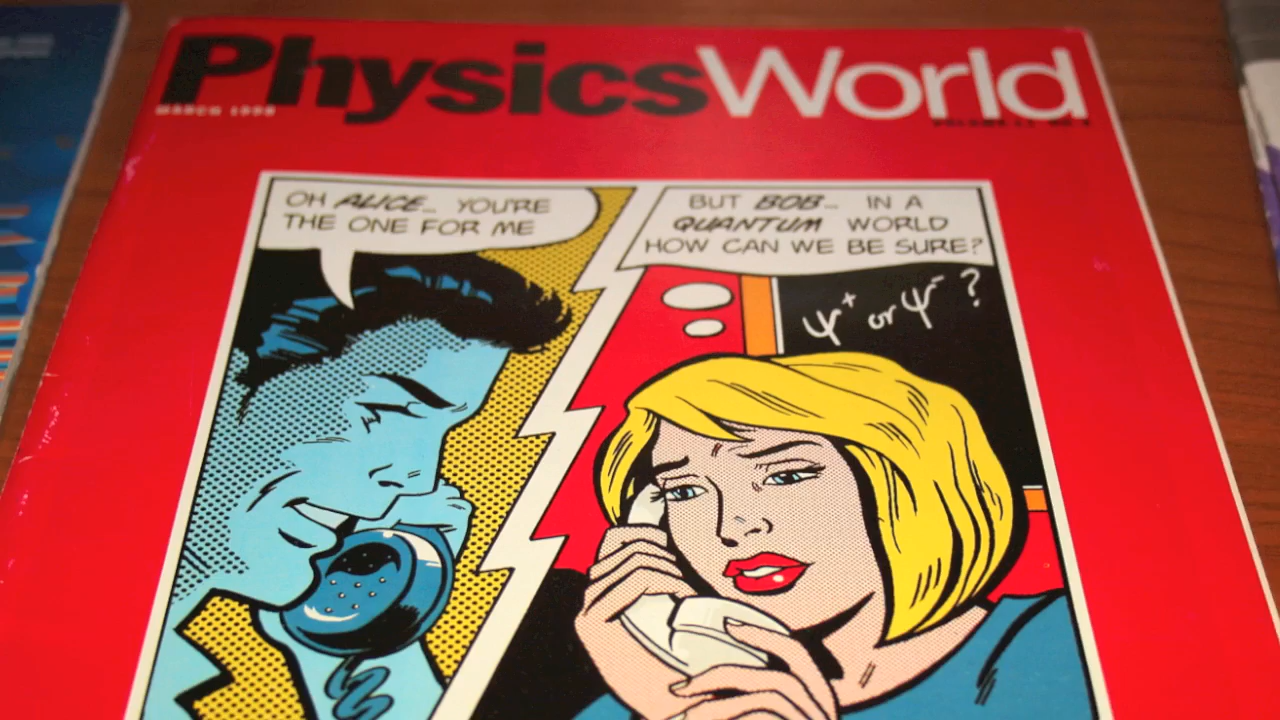 PhysicsWorld
MARCH 1998
OH ALICE... YOU'RE
THE ONE FOR ME
BUT BOB... IN A
QUANTUM WORLD
HOW CAN WE BE SURE?
Ψ+ or Ψ- ?